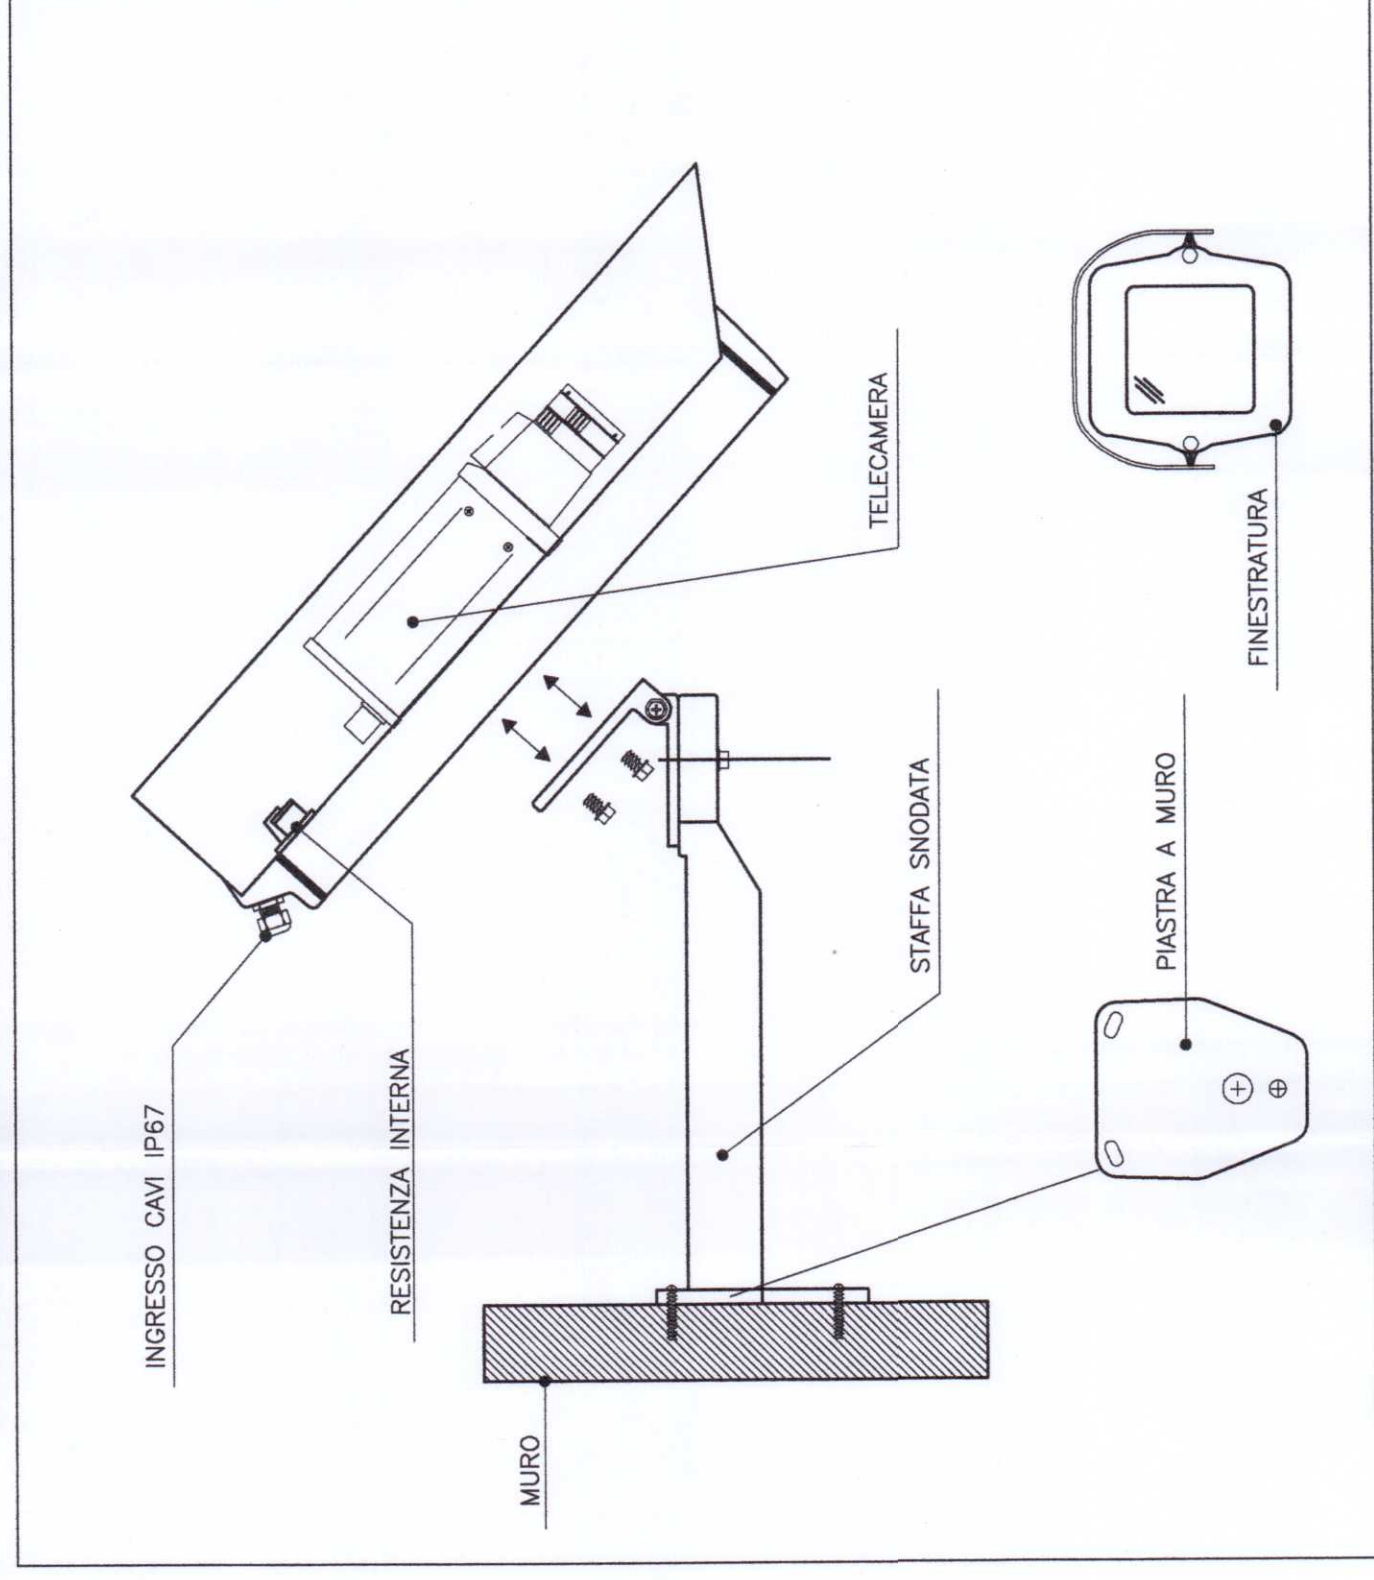 INGRESSO CAVI IP67
RESISTENZA INTERNA
MURO
TELECAMERA
STAFFA SNODATA
PIASTRA A MURO
FINESTRATURA